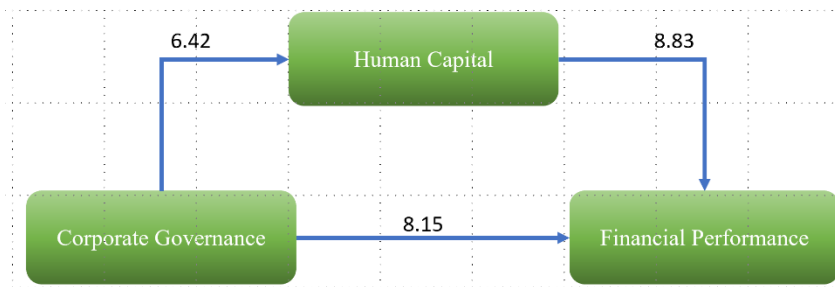 6.42
Human Capital
8.83
Corporate Governance
8.15
Financial Performance